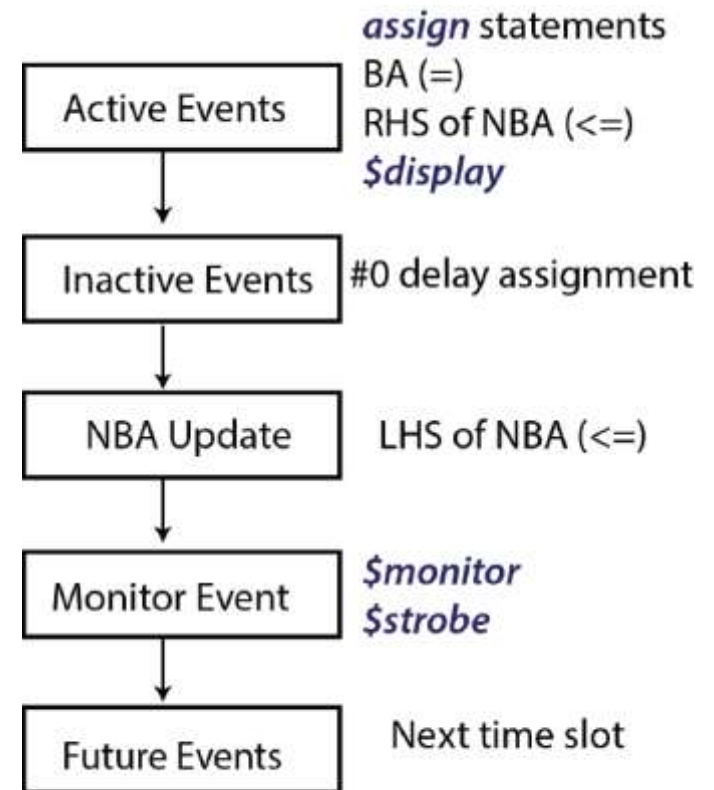 assign statements
BA (=)
Active Events
RHS of NBA (<=)
$display
Inactive Events
#0 delay assignment
NBA Update
LHS of NBA (<=)
Monitor Event
$monitor
$strobe
Future Events
Next time slot